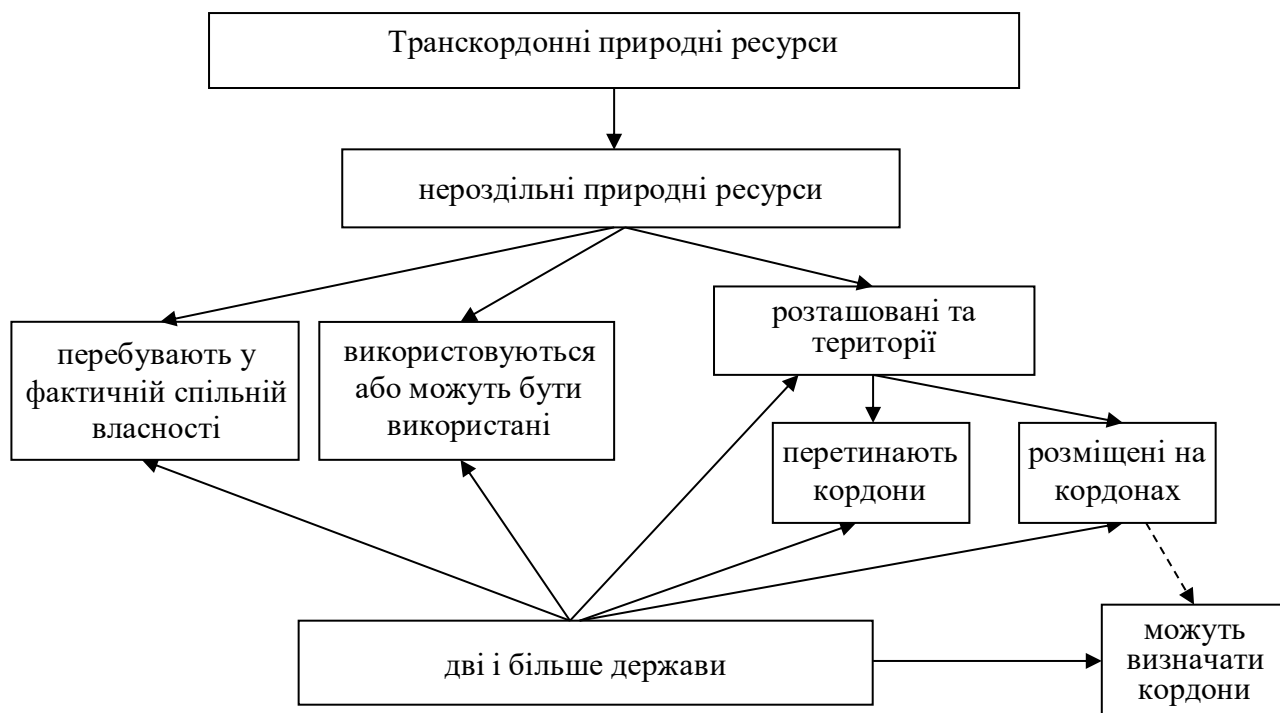 Транскордонні природні ресурси
нероздільні природні ресурси
перебувають у
фактичній спільній
власності
використовуються
або можуть бути
використані
розташовані та
території
перетинають
кордони
розміщені на
кордонах
дві і більше держави
можуть
визначати
кордони